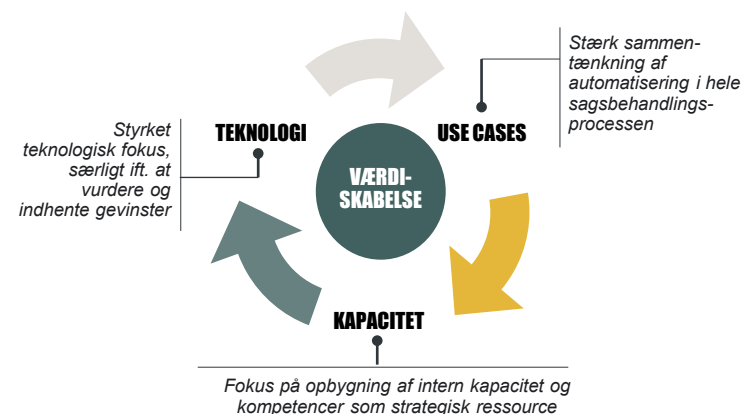 Stærk sammen-
tænkning af
automatisering i hele
sagsbehandlings-
processen
Styrket
teknologisk fokus,
særligt ift. at
vurdere og
indhente gevinster
TEKNOLOGI
USE CASES
VÆRDI-
SKABELSE
KAPACITET
Fokus på opbygning af intern kapacitet og
kompetencer som strategisk ressource